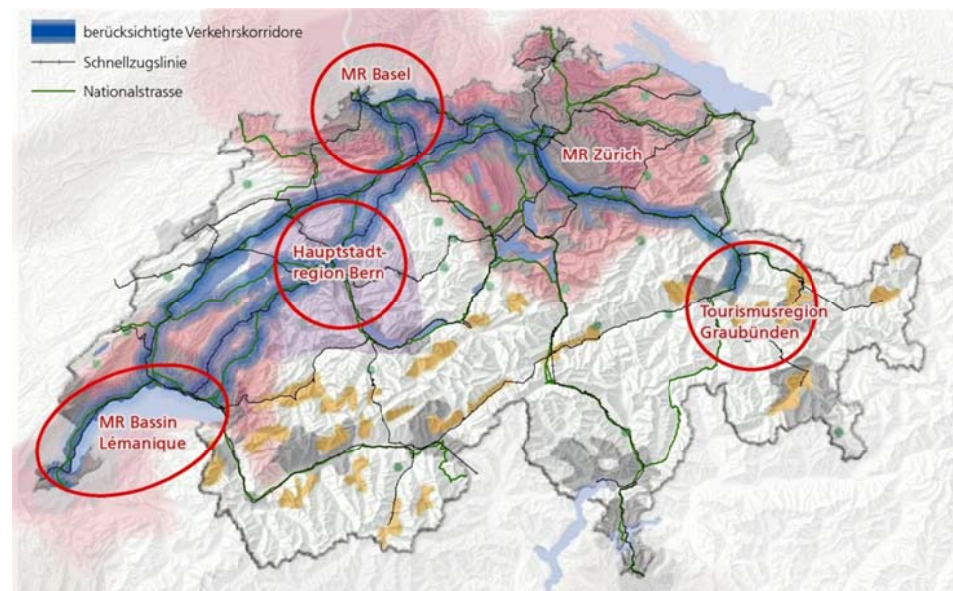 berücksichtigte Verkehrskorridore
Schnellzugslinie
Nationalstrasse
MR Basel
MR Zürich
Hauptstadt-
region Bern
Tourismusregion
Graubünden
MR Bassin
Lémanique